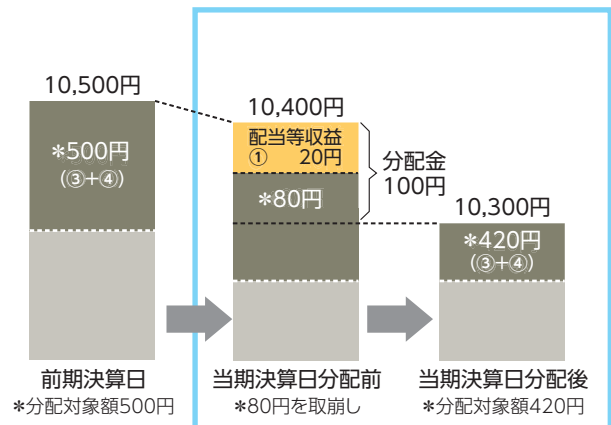 10,500円
*500円
(③+④)
前期決算日
*分配対象額500円
10,400円
配当等収益
① 20円
*80円
分配金
100円
当期決算日分配前
*80円を取崩し
10,300円
*420円
(③+④)
当期決算日分配後
*分配対象額420円